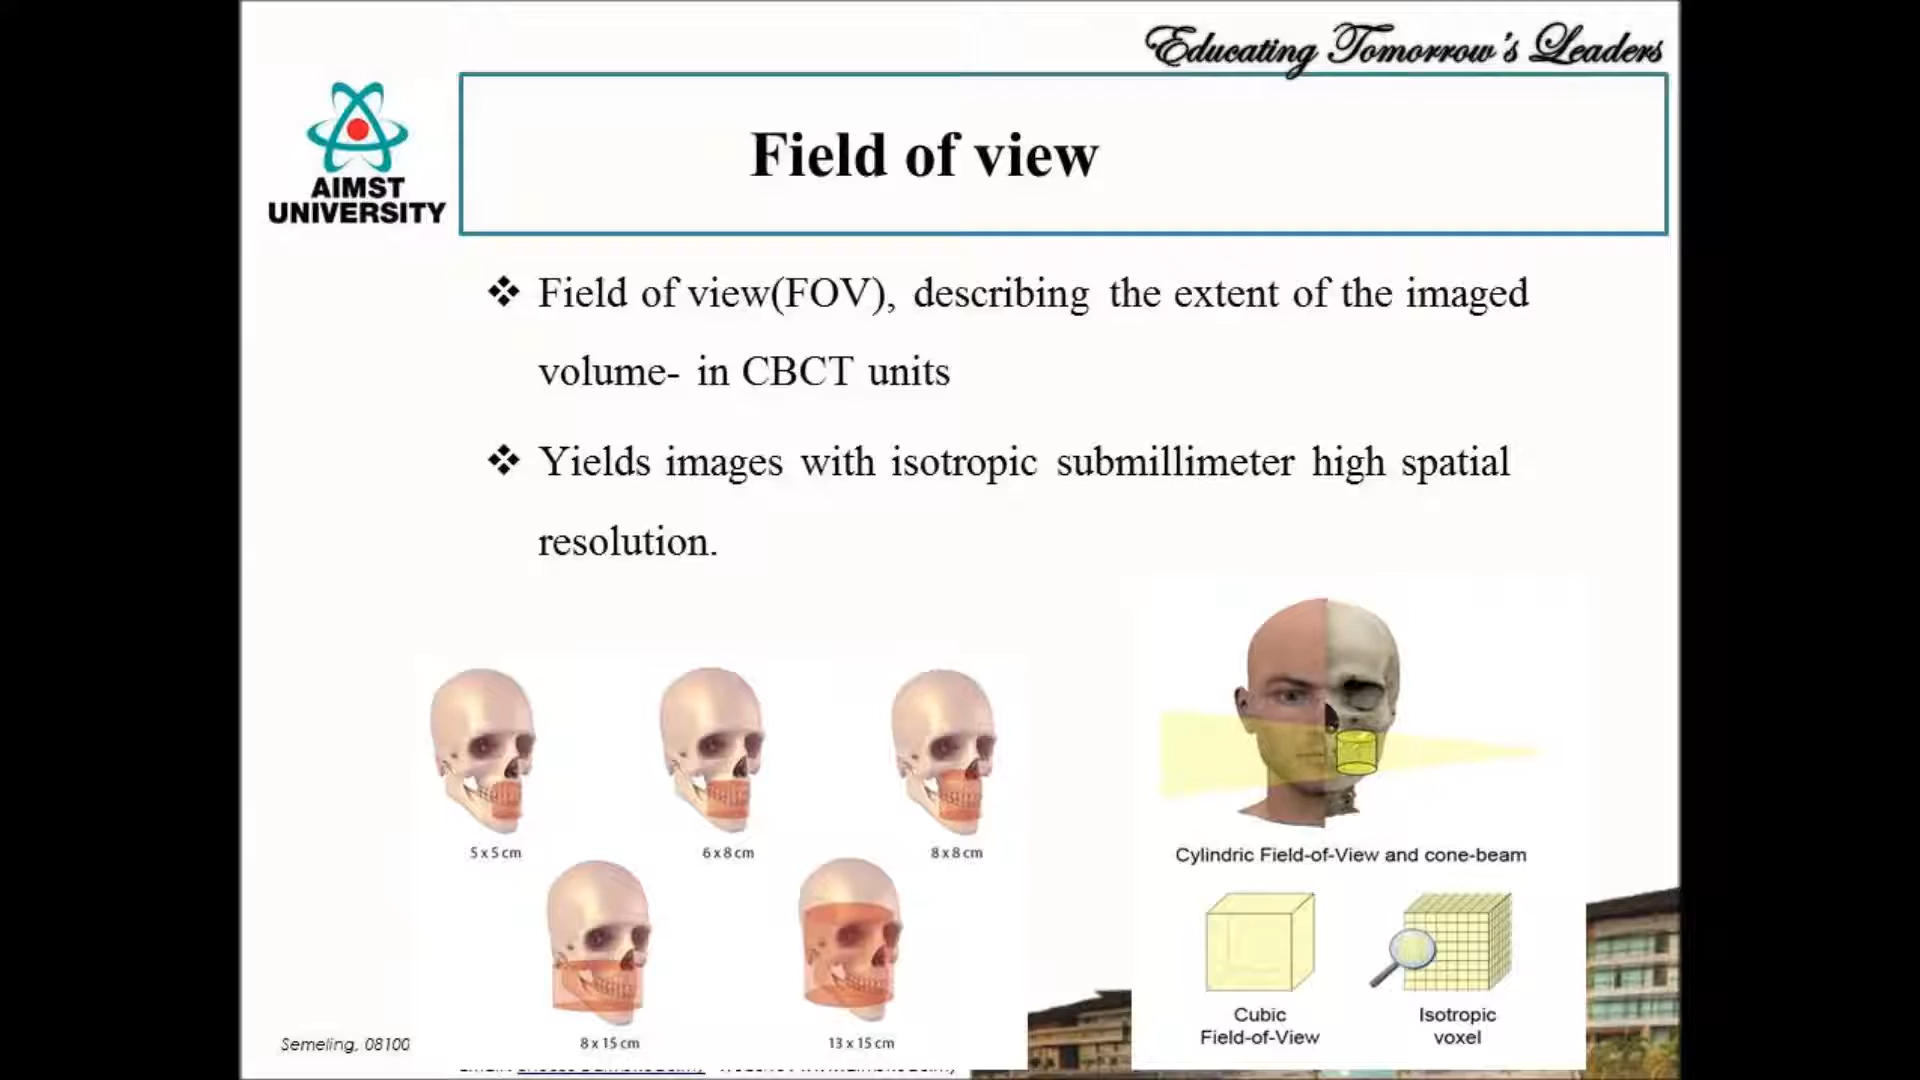 Educating Tomorrow's Leaders
AIMST
UNIVERSITY
Field of view
❖ Field of view(FOV), describing the extent of the imaged
volume- in CBCT units
❖ Yields images with isotropic submillimeter high spatial
resolution.
5 x 5 cm
6 x 8 cm
8 x 8 cm
8 x 15 cm
13 x 15 cm
Cylindric Field-of-View and cone-beam
Cubic
Field-of-View
Isotropic
voxel
Semeling, 08100